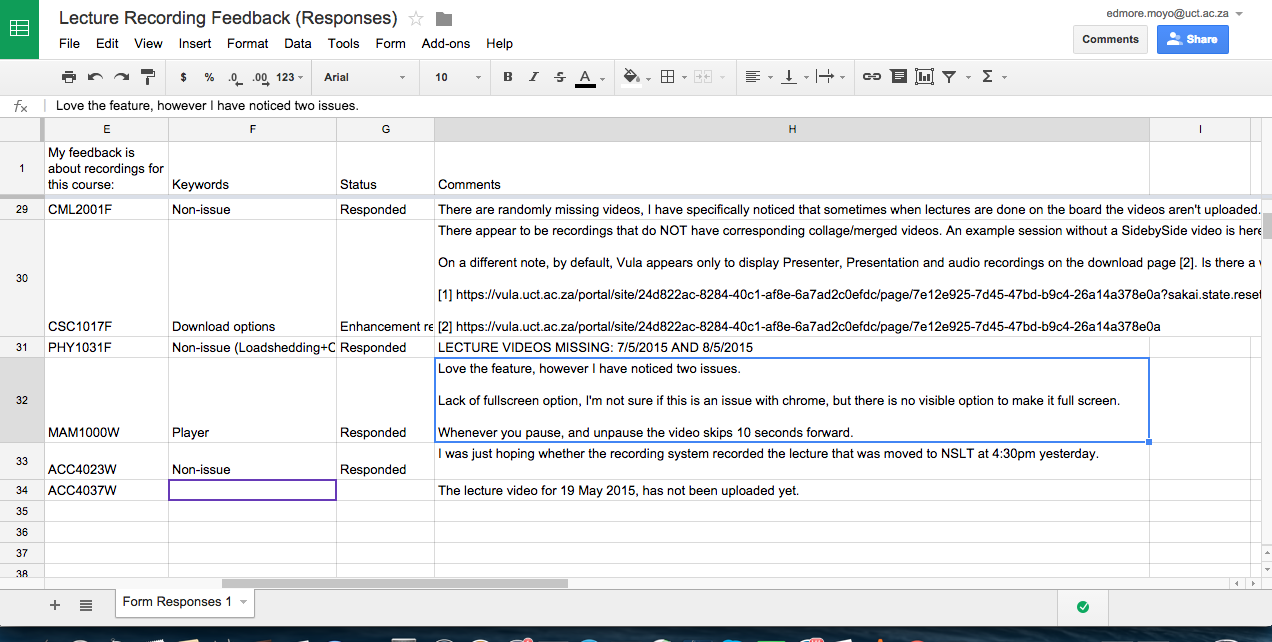 Lecture Recording Feedback (Responses)
edmore.moyo@uct.ac.za
File Edit View Insert Format Data Tools Form Add-ons Help
Comments Share
$ % .0 .00 123 Arial 10 B I S A Σ
fx Love the feature, however I have noticed two issues.
E F G H I
1 My feedback is
about recordings for
this course: Keywords Status Comments
29 CML2001F Non-issue Responded There are randomly missing videos, I have specifically noticed that sometimes when lectures are done on the board the videos aren't uploaded.
There appear to be recordings that do NOT have corresponding collage/merged videos. An example session without a SidebySide video is here
On a different note, by default, Vula appears only to display Presenter, Presentation and audio recordings on the download page [2]. Is there a
30
[1] https://vula.uct.ac.za/portal/site/24d822ac-8284-40c1-af8e-6a7ad2c0efdc/page/7e12e925-7d45-47bd-b9c4-26a14a378e0a?sakai.state.reset
CSC1017F Download options Enhancement re [2] https://vula.uct.ac.za/portal/site/24d822ac-8284-40c1-af8e-6a7ad2c0efdc/page/7e12e925-7d45-47bd-b9c4-26a14a378e0a
31 PHY1031F Non-issue (Loadshedding+C Responded LECTURE VIDEOS MISSING: 7/5/2015 AND 8/5/2015
Love the feature, however I have noticed two issues.
32 Lack of fullscreen option, I'm not sure if this is an issue with chrome, but there is no visible option to make it full screen.
MAM1000W Player Responded Whenever you pause, and unpause the video skips 10 seconds forward.
33 I was just hoping whether the recording system recorded the lecture that was moved to NSLT at 4:30pm yesterday.
ACC4023W Non-issue Responded
34 ACC4037W The lecture video for 19 May 2015, has not been uploaded yet.
35
36
37
38
Form Responses 1